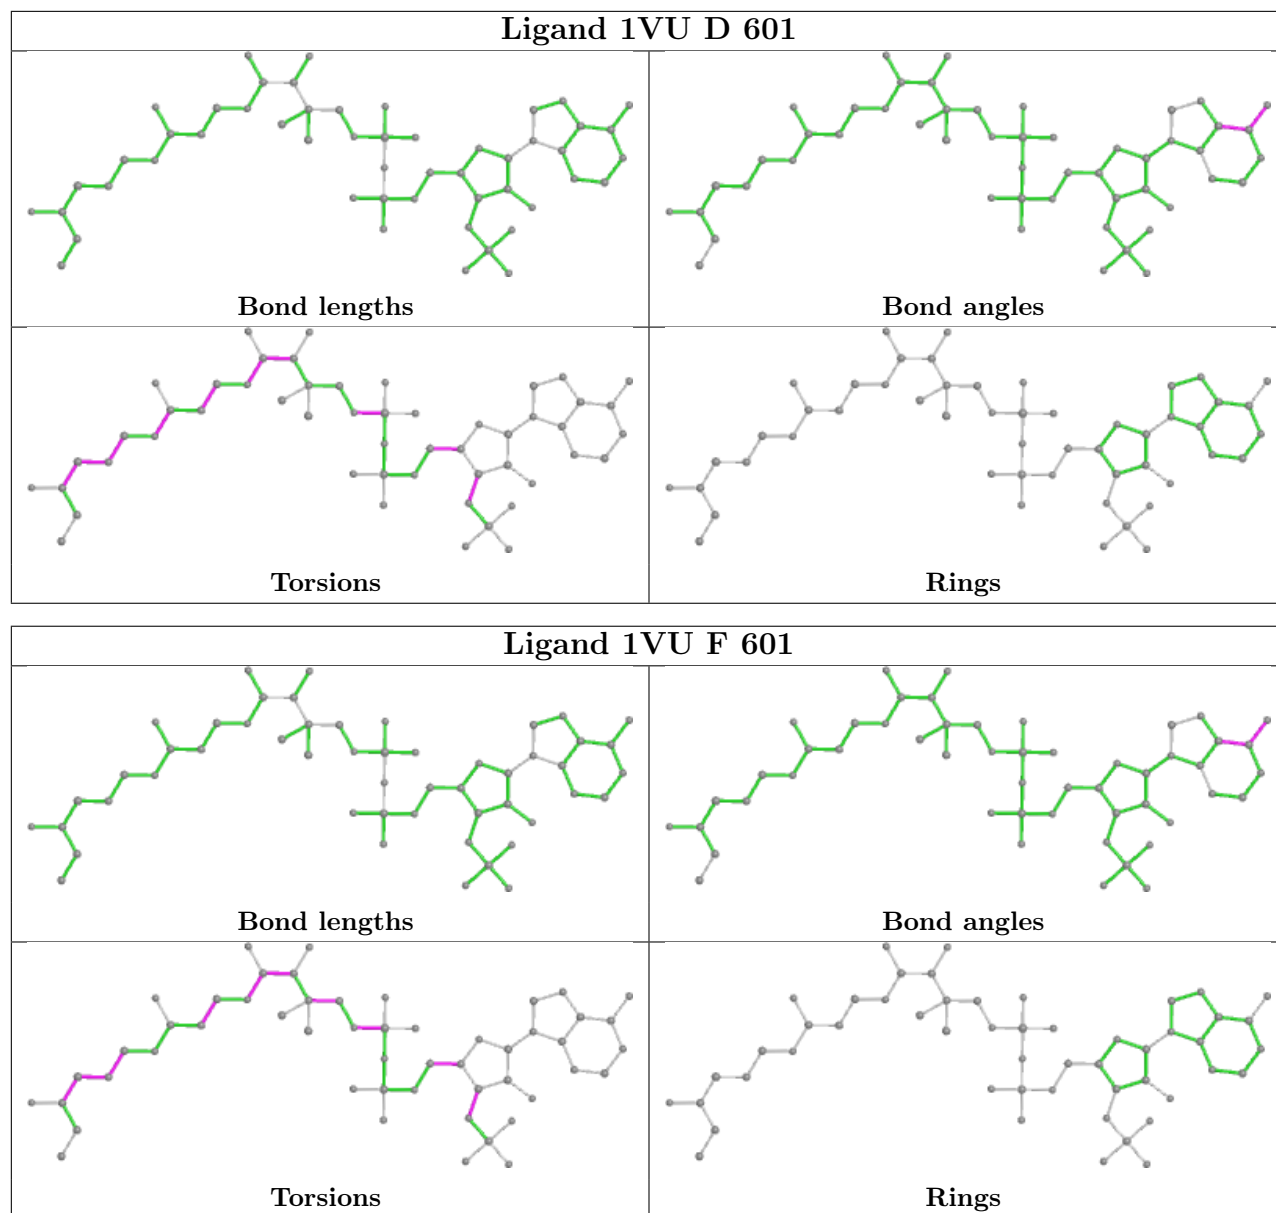 Ligand 1VU D 601
Bond lengths
Bond angles
Torsions
Rings
Ligand 1VU F 601
Bond lengths
Bond angles
Torsions
Rings